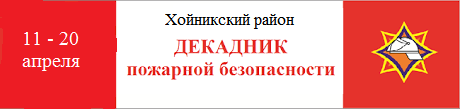 11 - 20
апреля
Хойникский район
ДЕКАДНИК
пожарной безопасности